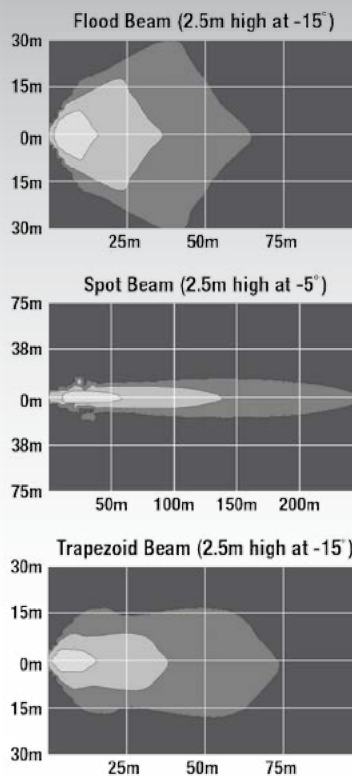 Flood Beam (2.5m high at -15°)
30m
15m
0m
15m
30m
25m 50m 75m
Spot Beam (2.5m high at -5°)
75m
38m
0m
38m
75m
50m 100m 150m 200m
Trapezoid Beam (2.5m high at -15°)
30m
15m
0m
15m
30m
25m 50m 75m